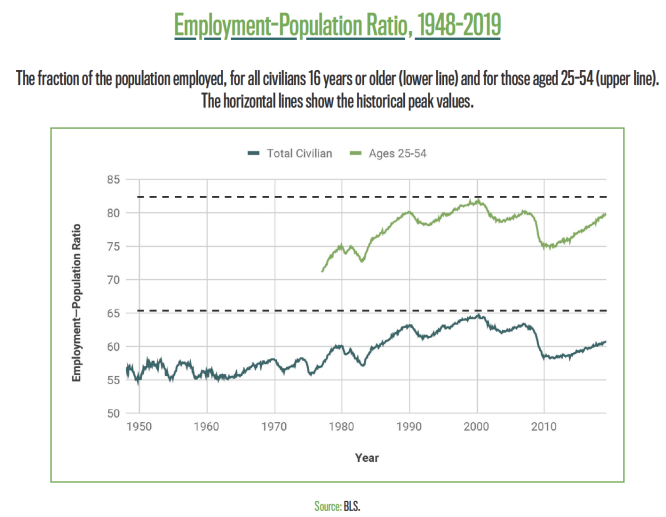 Employment-Population Ratio, 1948-2019
The fraction of the population employed, for all civilians 16 years or older (lower line) and for those aged 25-54 (upper line).
The horizontal lines show the historical peak values.
Total Civilian Ages 25-54
85
80
75
70
65
60
55
50
Employment—Population Ratio
1950 1960 1970 1980 1990 2000 2010
Year
Source: BLS.